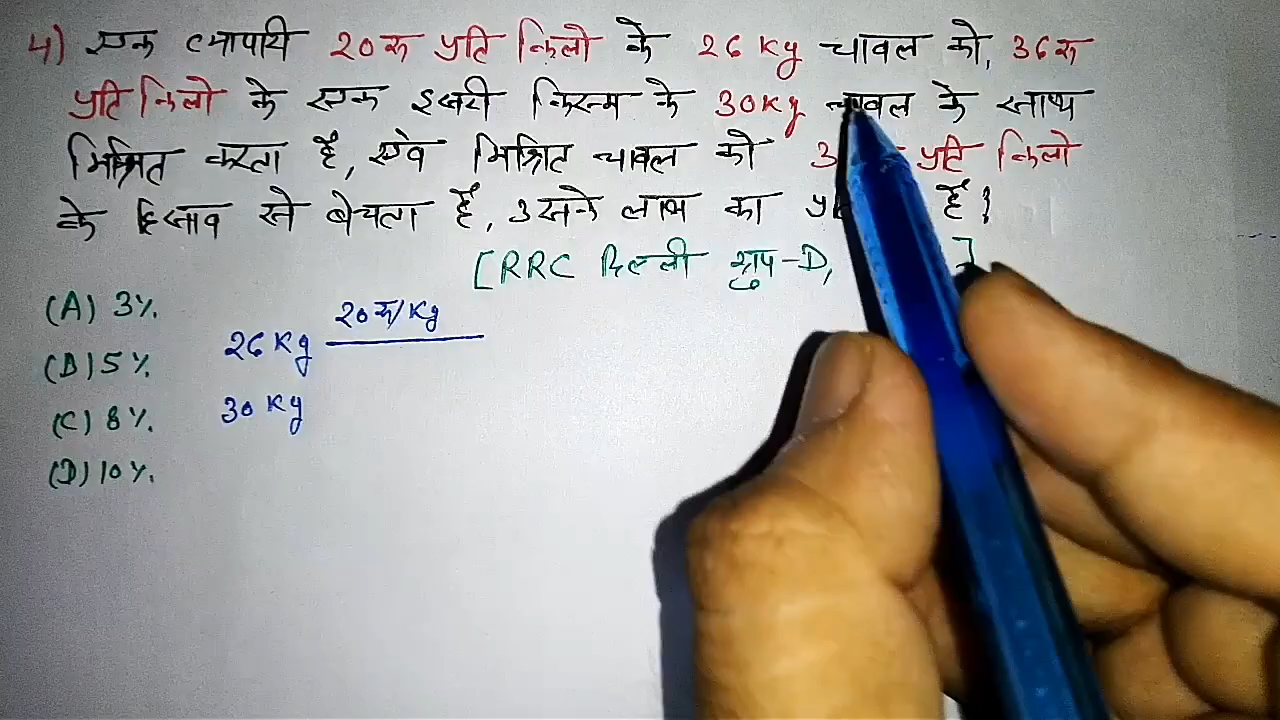 4) एक व्यापारी 20रु प्रति किलो के 26 Kg चावल को, 36रु
प्रति किलो के एक दूसरी किस्म के 30Kg चावल के साथ
मिश्रित करता है, एवं मिश्रित चावल को प्रति किलो
के हिसाब से बेचता है, उसके लाभ का है?
[RRC दिल्ली ग्रुप-D, ]
(A) 3%.
(B) 5%.
(C) 8%.
(D) 10%.
20रु/Kg
26 Kg
30 Kg